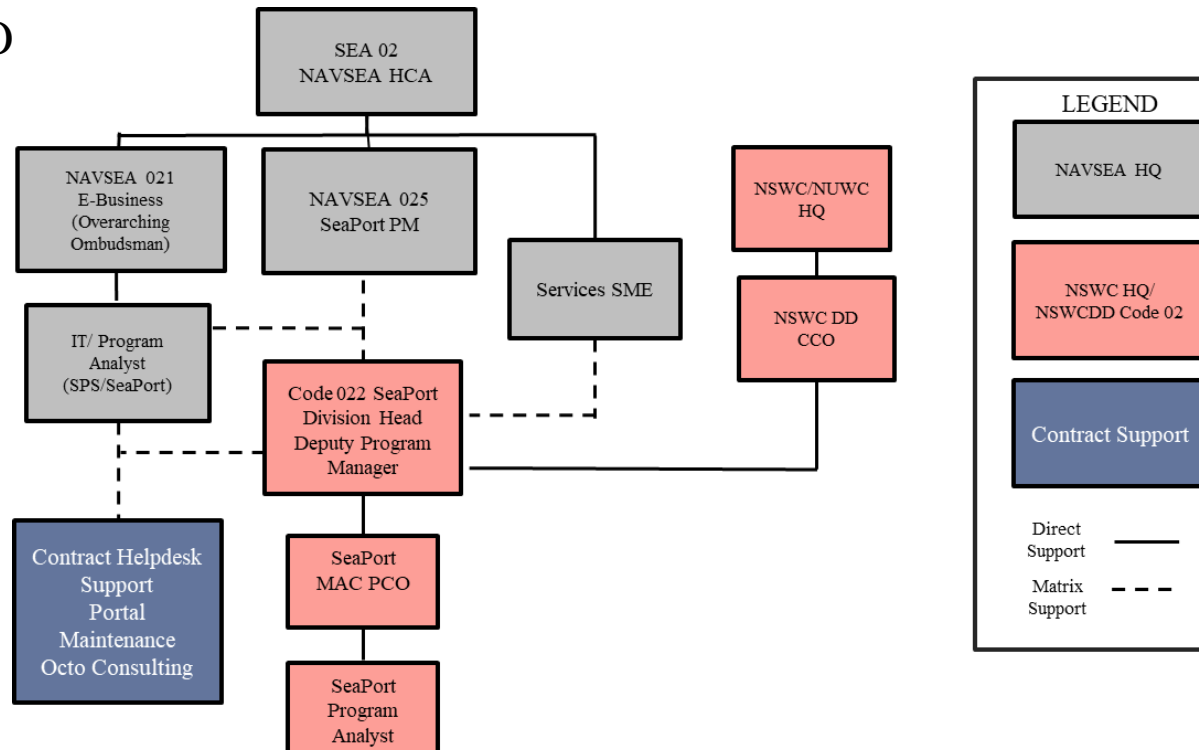 SEA 02
NAVSEA HCA
NAVSEA 021
E-Business
(Overarching
Ombudsman)
NAVSEA 025
SeaPort PM
Services SME
NSWC/NUWC
HQ
NSWC DD
CCO
IT/ Program
Analyst
(SPS/SeaPort)
Code 022 SeaPort
Division Head
Deputy Program
Manager
Contract Helpdesk
Support
Portal
Maintenance
Octo Consulting
SeaPort
MAC PCO
SeaPort
Program
Analyst
LEGEND
NAVSEA HQ
NSWC HQ/
NSWCDD Code 02
Contract Support
Direct
Support
Matrix
Support